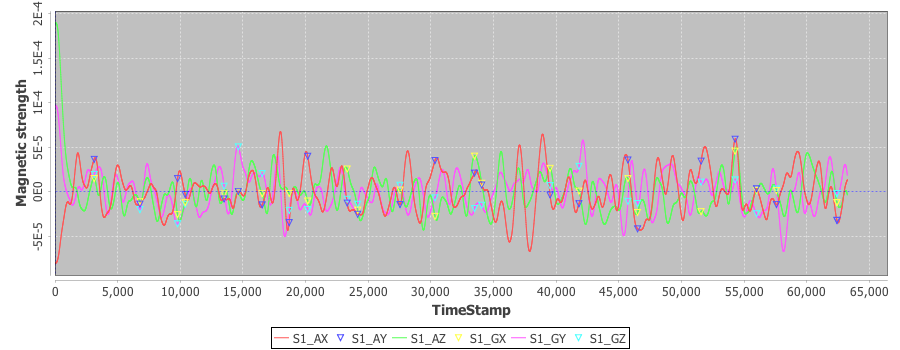 2E-4
1.5E-4
1E-4
5E-5
0E0
-5E-5
Magnetic strength
0 5,000 10,000 15,000 20,000 25,000 30,000 35,000 40,000 45,000 50,000 55,000 60,000 65,000
TimeStamp
S1_AX S1_AY S1_AZ S1_GX S1_GY S1_GZ